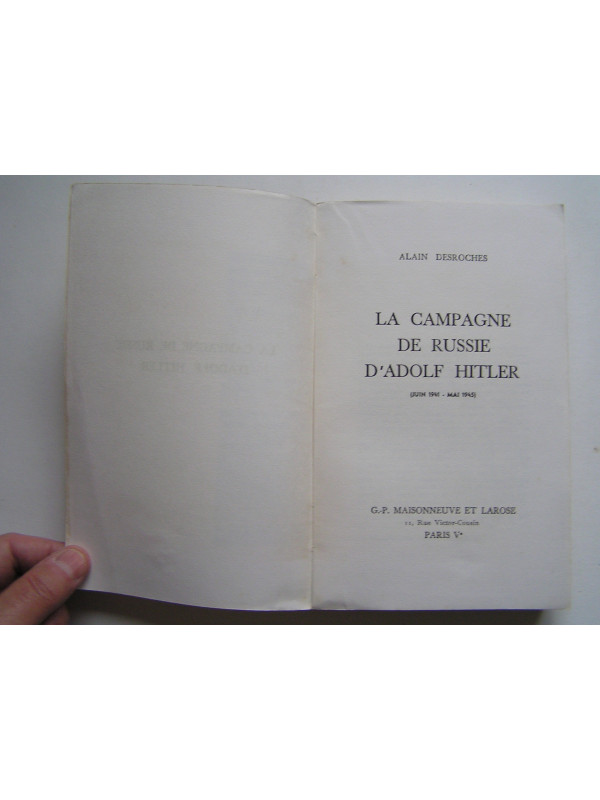 ALAIN DESROCHES
LA CAMPAGNE
DE RUSSIE
D'ADOLF HITLER
(JUIN 1941 - MAI 1945)
G.-P. MAISONNEUVE ET LAROSE
11, Rue Victor-Cousin
PARIS Vᵉ